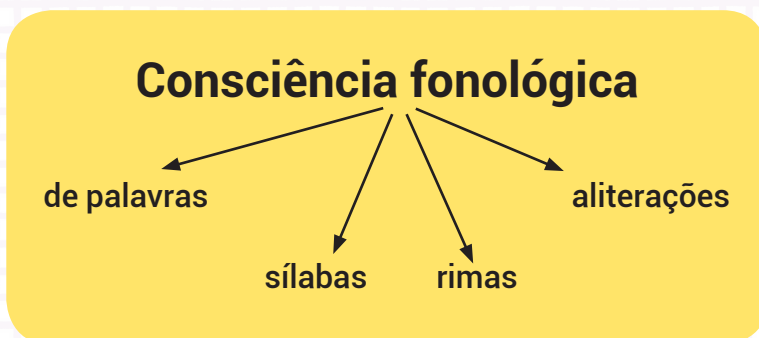 Consciência fonológica
de palavras
aliterações
sílabas
rimas